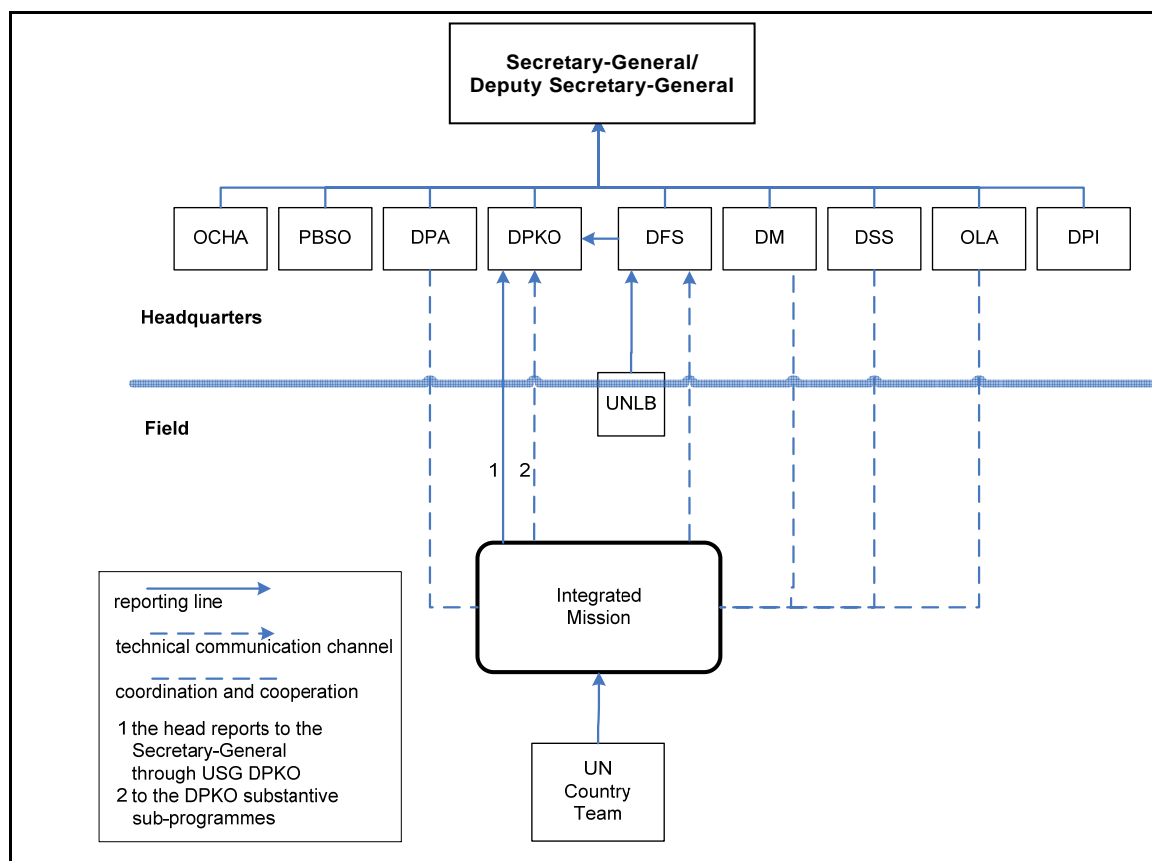 Secretary-General/
Deputy Secretary-General
OCHA
PBSO
DPA
DPKO
DFS
DM
DSS
OLA
DPI
Headquarters
UNLB
Field
1
2
Integrated
Mission
reporting line
technical communication channel
coordination and cooperation
1 the head reports to the
Secretary-General
through USG DPKO
2 to the DPKO substantive
sub-programmes
UN
Country
Team